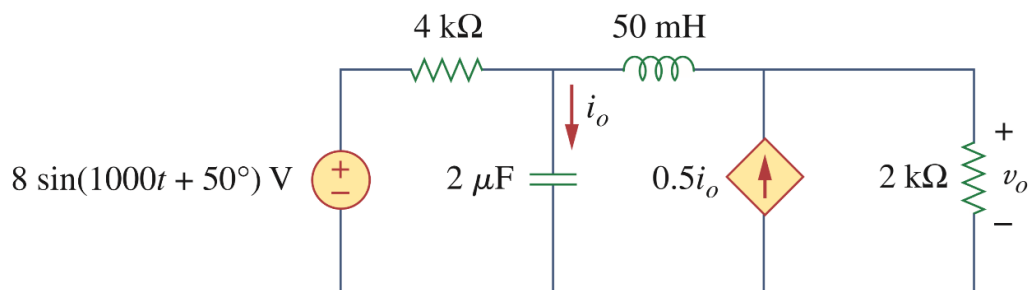 4 kΩ
50 mH
i_o
8 sin(1000t + 50°) V
+
−
2 μF
0.5i_o
2 kΩ
+
v_o
−